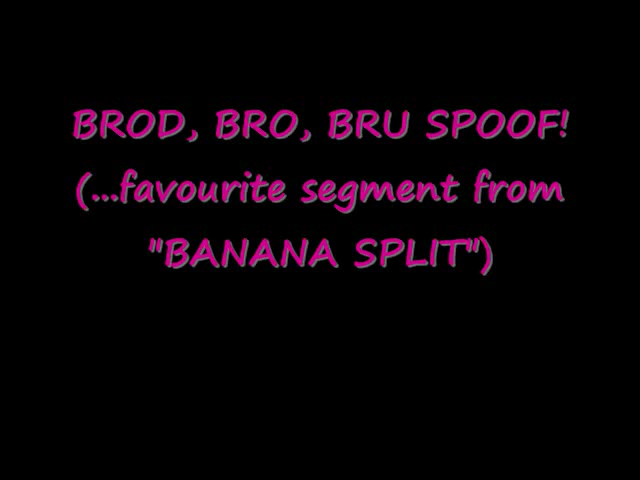 BROD, BRO, BRU SPOOF!
(...favourite segment from
"BANANA SPLIT")